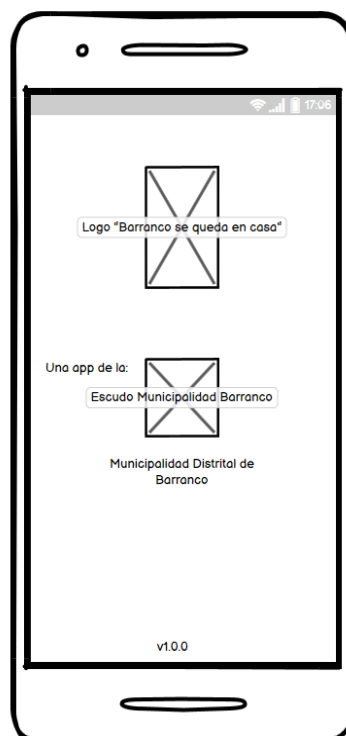 17:06
Logo "Barranco se queda en casa"
Una app de la:
Escudo Municipalidad Barranco
Municipalidad Distrital de
Barranco
v1.0.0